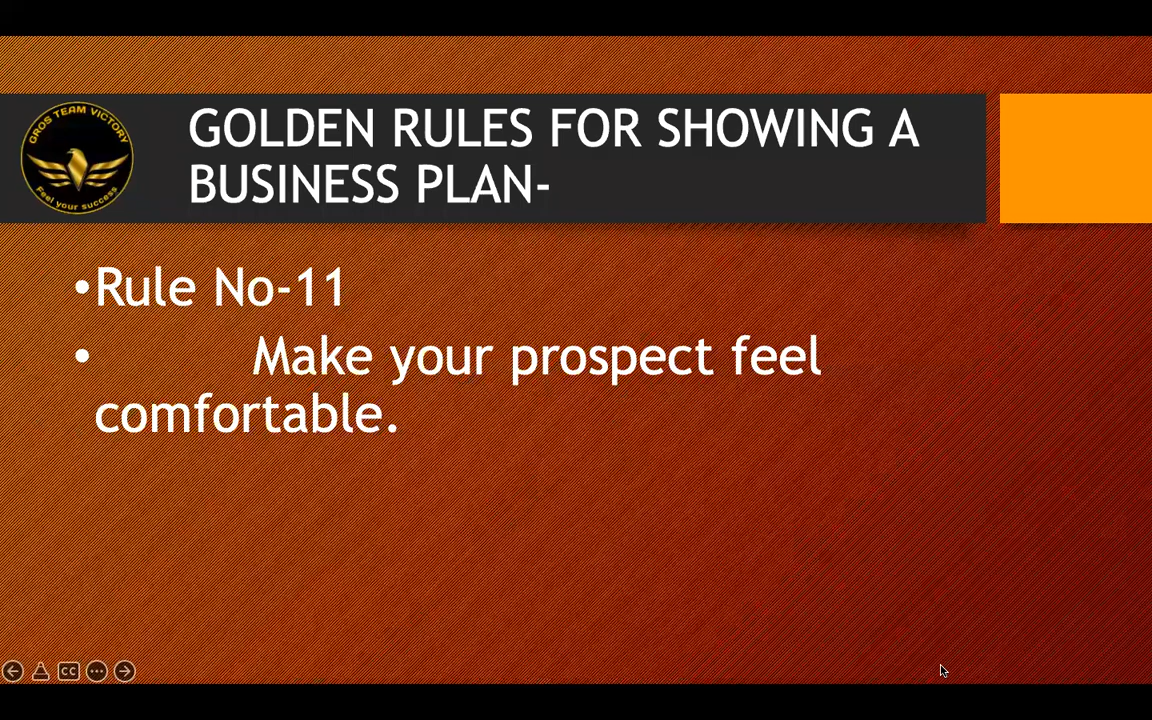 GROS TEAM VICTORY
Feel your success
GOLDEN RULES FOR SHOWING A
BUSINESS PLAN-
•Rule No-11
• Make your prospect feel
comfortable.
CC